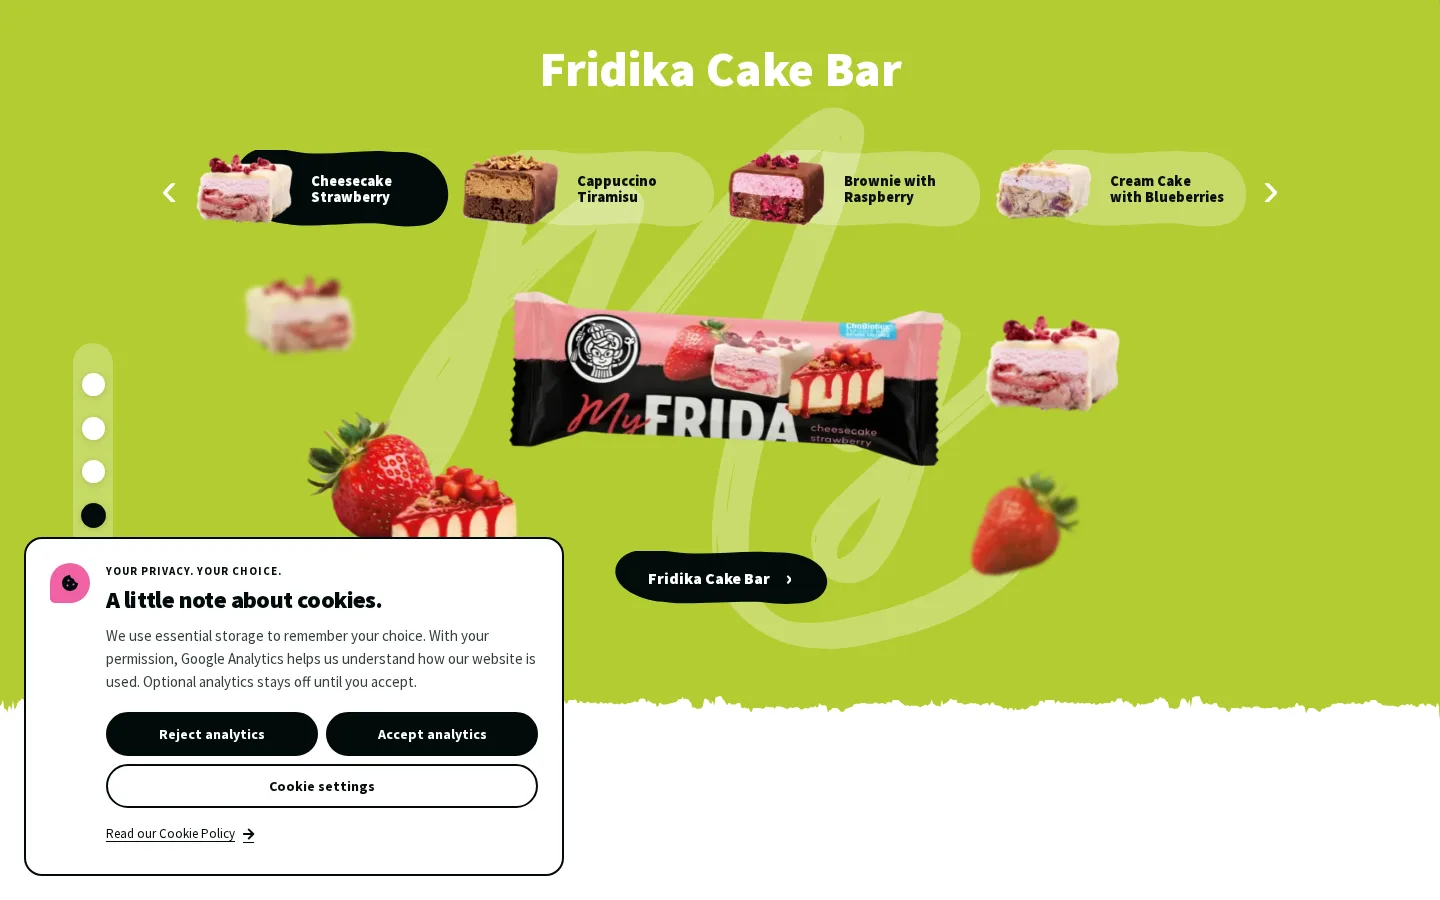 Fridika Cake Bar
Cheesecake
Strawberry
Cappuccino
Tiramisu
Brownie with
Raspberry
Cream Cake
with Blueberries
ChoBiotics
My FRIDA
cheesecake
strawberry
Fridika Cake Bar
YOUR PRIVACY. YOUR CHOICE.
A little note about cookies.
We use essential storage to remember your choice. With your
permission, Google Analytics helps us understand how our website is
used. Optional analytics stays off until you accept.
Reject analytics
Accept analytics
Cookie settings
Read our Cookie Policy